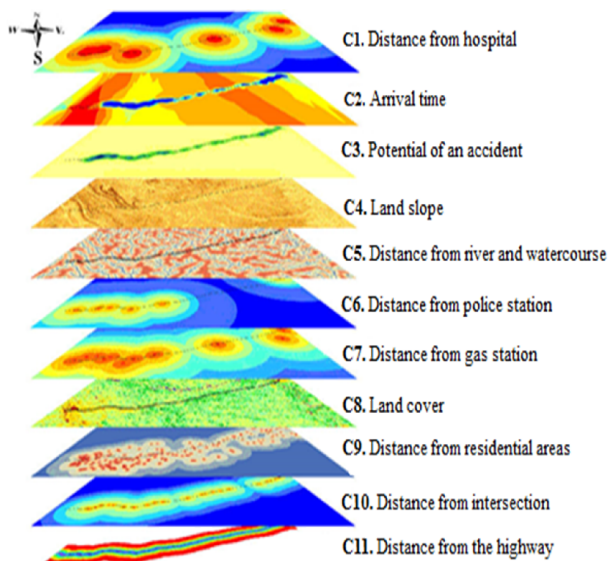 W
S
C1. Distance from hospital
C2. Arrival time
C3. Potential of an accident
C4. Land slope
C5. Distance from river and watercourse
C6. Distance from police station
C7. Distance from gas station
C8. Land cover
C9. Distance from residential areas
C10. Distance from intersection
C11. Distance from the highway